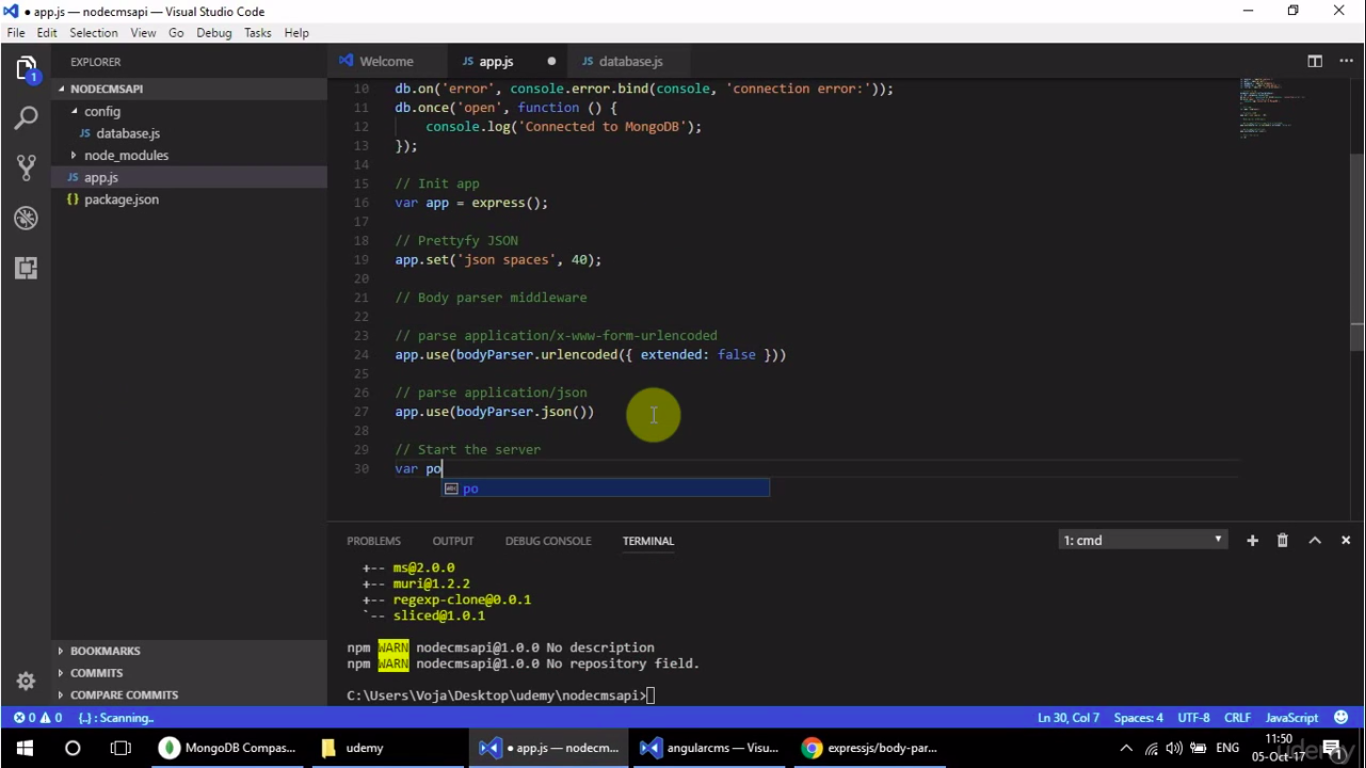 ● app.js — nodecmsapi — Visual Studio Code
File Edit Selection View Go Debug Tasks Help
EXPLORER
Welcome
JS app.js ●
JS database.js
NODECMSAPI
config
JS database.js
node_modules
JS app.js
{} package.json
BOOKMARKS
COMMITS
COMPARE COMMITS
1
10 db.on('error', console.error.bind(console, 'connection error:'));
11 db.once('open', function () {
12 console.log('Connected to MongoDB');
13 });
14
15 // Init app
16 var app = express();
17
18 // Prettyfy JSON
19 app.set('json spaces', 40);
20
21 // Body parser middleware
22
23 // parse application/x-www-form-urlencoded
24 app.use(bodyParser.urlencoded({ extended: false }))
25
26 // parse application/json
27 app.use(bodyParser.json())
28
29 // Start the server
30 var po
abc po
PROBLEMS OUTPUT DEBUG CONSOLE TERMINAL 1: cmd
+-- ms@2.0.0
+-- muri@1.2.2
+-- regexp-clone@0.0.1
`-- sliced@1.0.1
npm WARN nodecmsapi@1.0.0 No description
npm WARN nodecmsapi@1.0.0 No repository field.
C:\Users\Voja\Desktop\udemy\nodecmsapi>
0 0 {..} : Scanning.. Ln 30, Col 7 Spaces: 4 UTF-8 CRLF JavaScript
MongoDB Compas... udemy ● app.js — nodecm... angularcms — Visu... expressjs/body-par... ENG 11:50
05-Oct-17
udemy
1